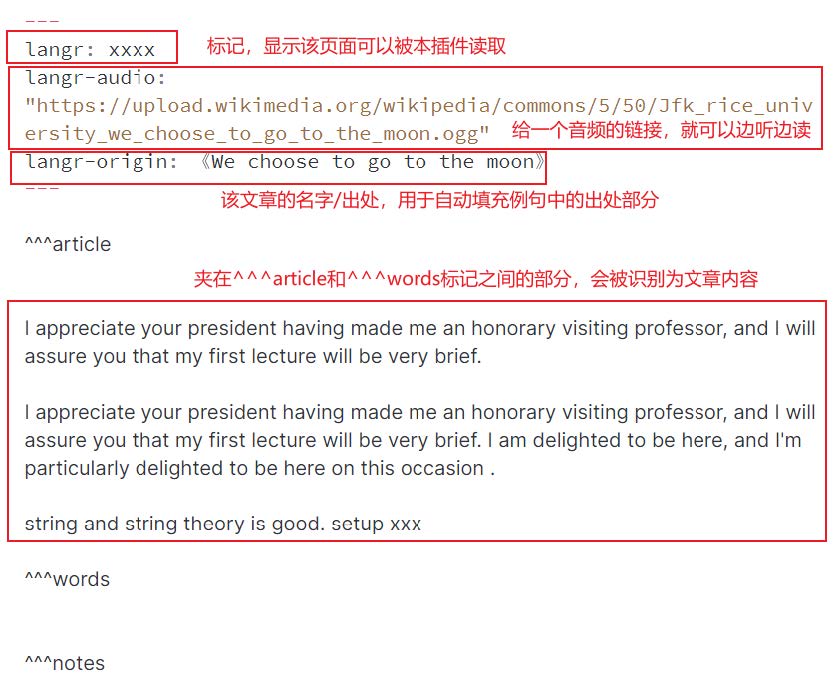 ---
langr: xxxx 标记，显示该页面可以被本插件读取
langr-audio:
"https://upload.wikimedia.org/wikipedia/commons/5/50/Jfk_rice_univ
ersity_we_choose_to_go_to_the_moon.ogg" 给一个音频的链接，就可以边听边读
langr-origin: 《We choose to go to the moon》
---
该文章的名字/出处，用于自动填充例句中的出处部分
^^^article
夹在^^^article和^^^words标记之间的部分，会被识别为文章内容
I appreciate your president having made me an honorary visiting professor, and I will
assure you that my first lecture will be very brief.
I appreciate your president having made me an honorary visiting professor, and I will
assure you that my first lecture will be very brief. I am delighted to be here, and I'm
particularly delighted to be here on this occasion .
string and string theory is good. setup xxx
^^^words
^^^notes